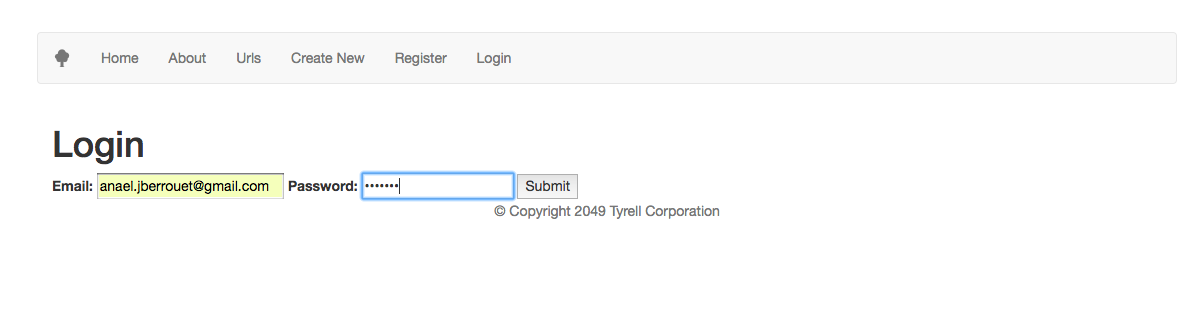 Home About Urls Create New Register Login
Login
Email: anael.jberrouet@gmail.com Password: ••••••• Submit
© Copyright 2049 Tyrell Corporation